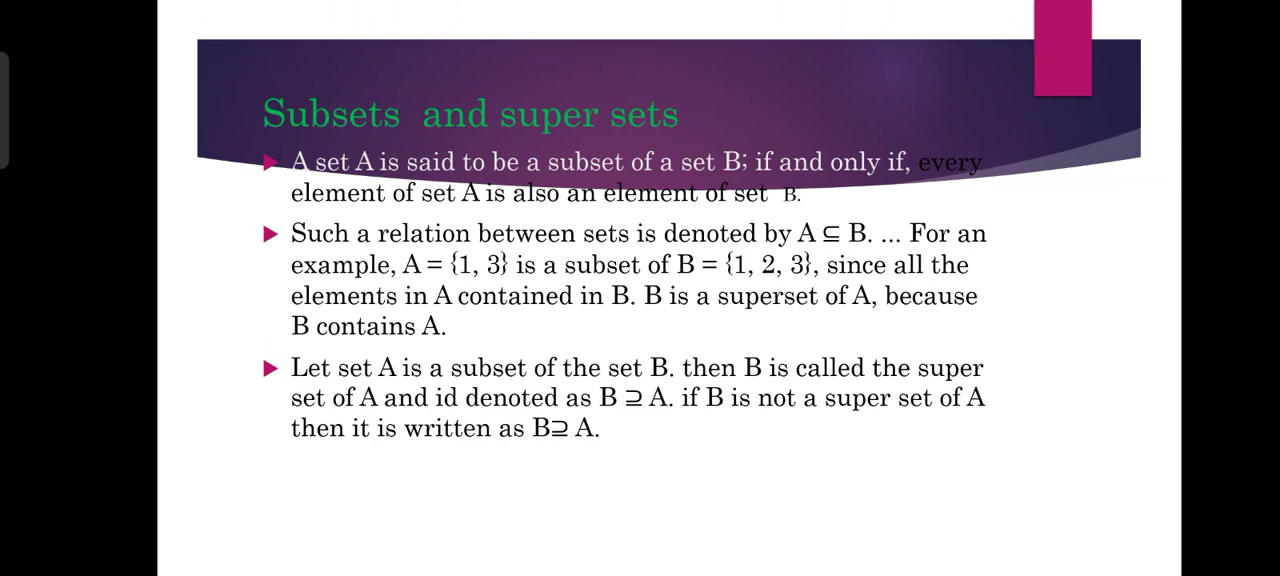 Subsets and super sets
A set A is said to be a subset of a set B; if and only if, every
element of set A is also an element of set B.
Such a relation between sets is denoted by A ⊆ B. ... For an
example, A = {1, 3} is a subset of B = {1, 2, 3}, since all the
elements in A contained in B. B is a superset of A, because
B contains A.
Let set A is a subset of the set B. then B is called the super
set of A and id denoted as B ⊇ A. if B is not a super set of A
then it is written as B⊇ A.